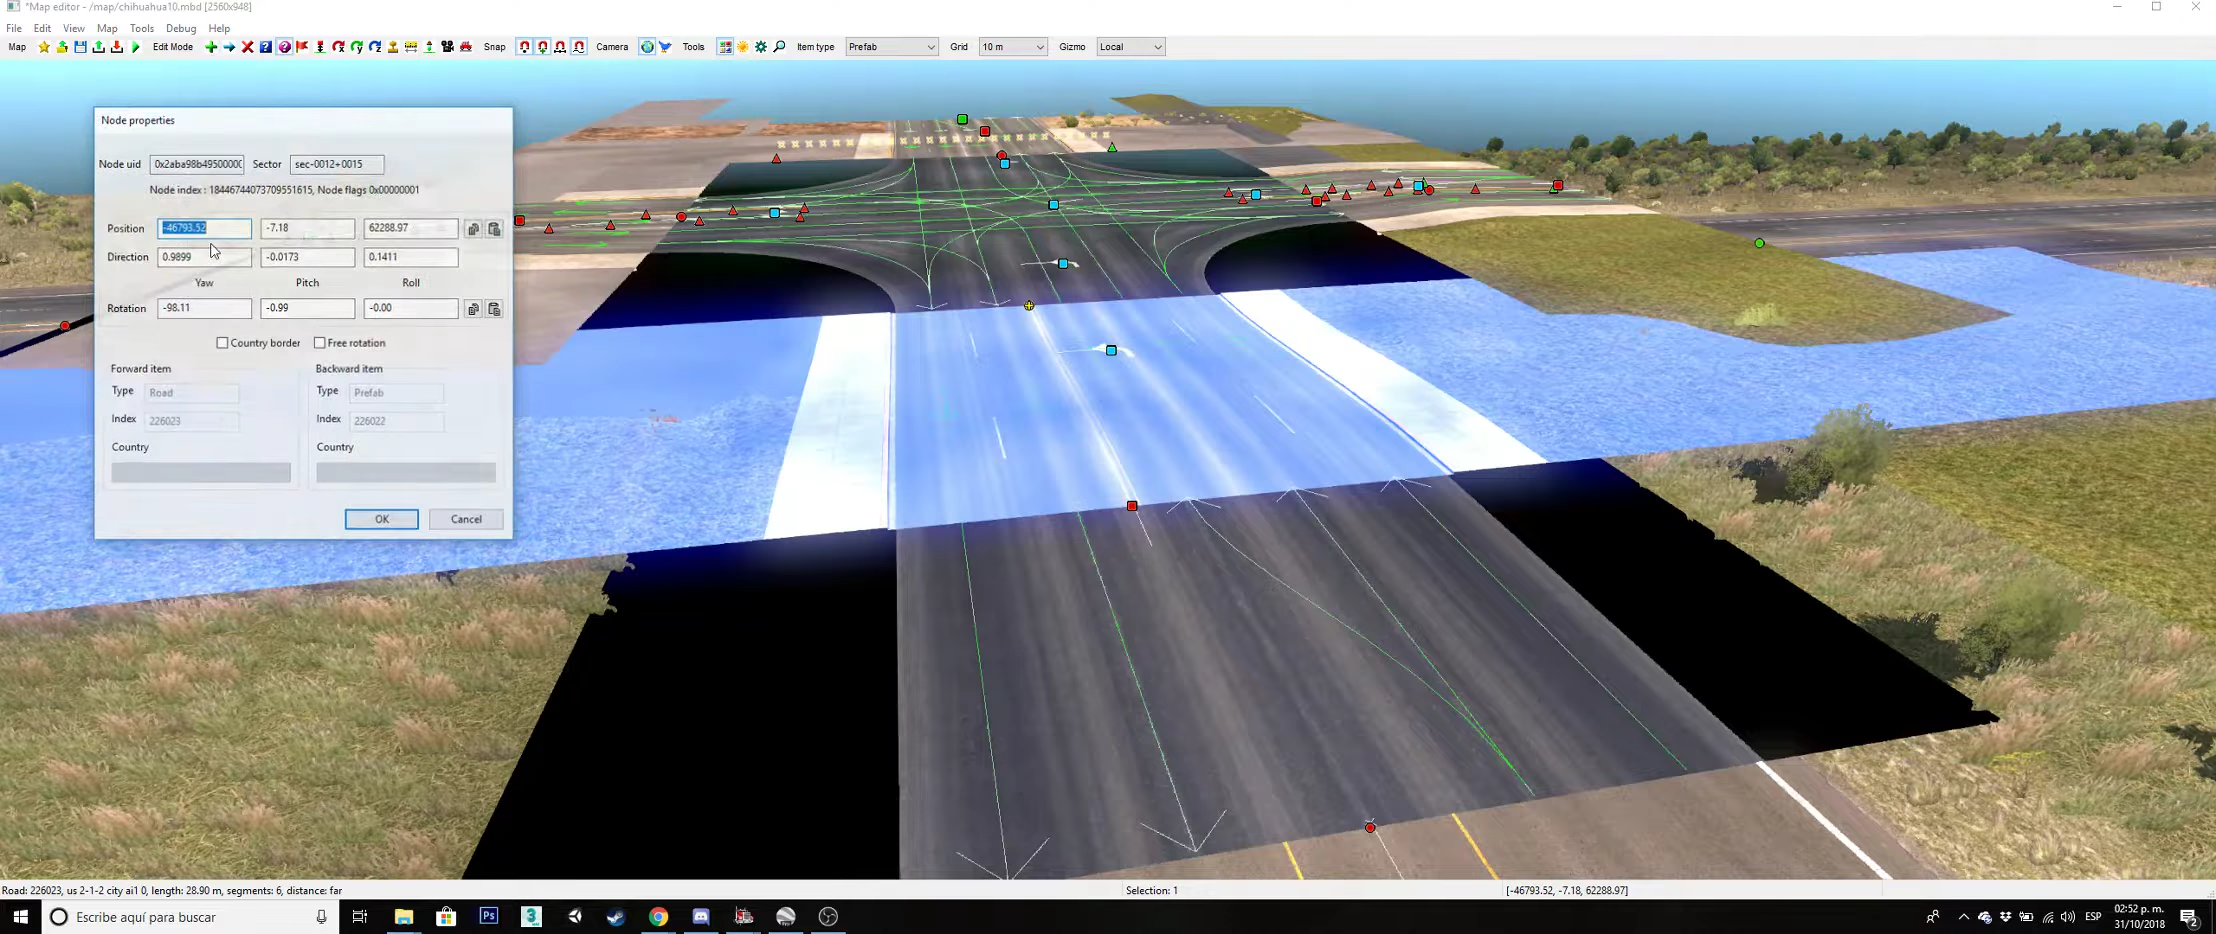 *Map editor - /map/chihuahua10.mbd [2560x948]
File Edit View Map Tools Debug Help
Map Edit Mode Snap Camera Tools Item type Prefab Grid 10 m Gizmo Local
Node properties
Node uid 0x2aba98b49500000 Sector sec-0012+0015
Node index : 18446744073709551615, Node flags 0x00000001
Position -46793.52 -7.18 62288.97
Direction 0.9899 -0.0173 0.1411
Yaw Pitch Roll
Rotation -98.11 -0.99 -0.00
Country border Free rotation
Forward item Backward item
Type Road Type Prefab
Index 226023 Index 226022
Country Country
OK Cancel
Road: 226023, us 2-1-2 city ai1 0, length: 28.90 m, segments: 6, distance: far Selection: 1 [-46793.52, -7.18, 62288.97]
Escribe aquí para buscar Ps 3 ESP 02:52 p. m.
31/10/2018 2